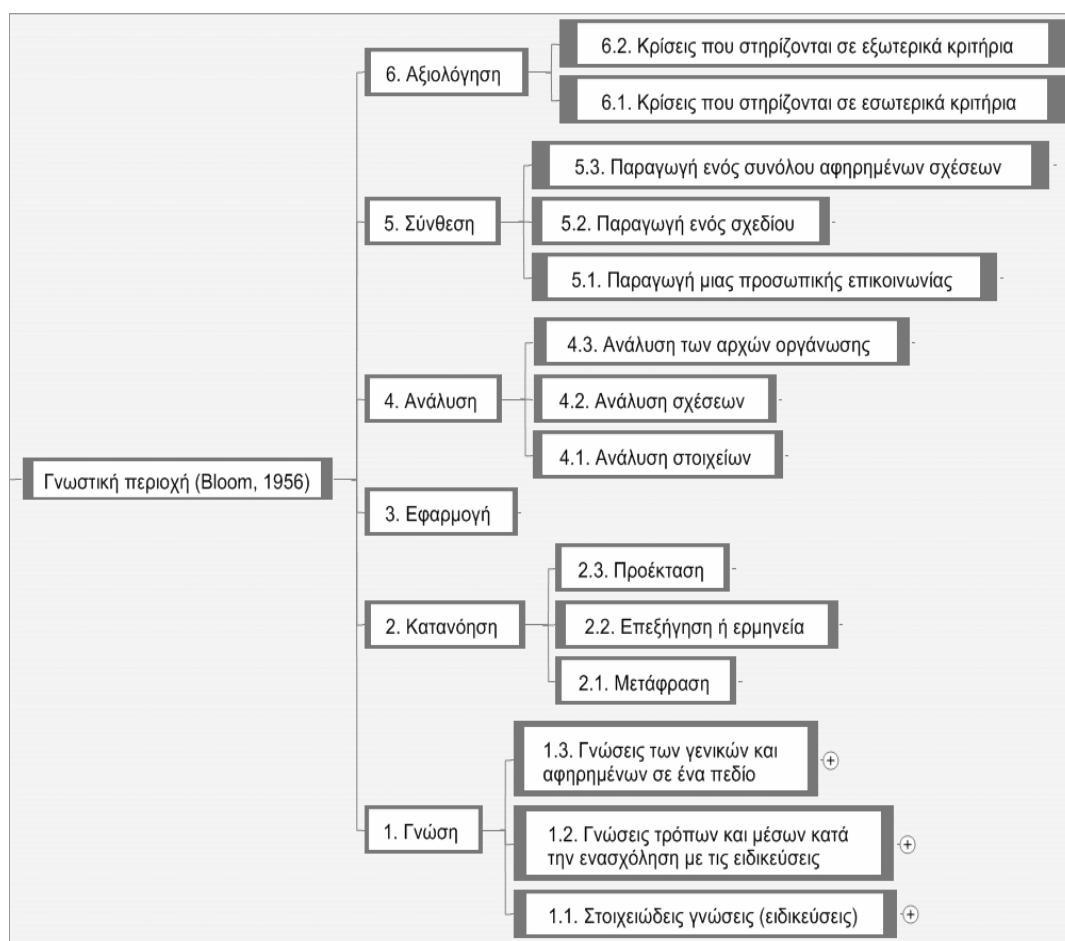 6.2. Κρίσεις που στηρίζονται σε εξωτερικά κριτήρια
6. Αξιολόγηση
6.1. Κρίσεις που στηρίζονται σε εσωτερικά κριτήρια
5.3. Παραγωγή ενός συνόλου αφηρημένων σχέσεων
5. Σύνθεση
5.2. Παραγωγή ενός σχεδίου
5.1. Παραγωγή μιας προσωπικής επικοινωνίας
4.3. Ανάλυση των αρχών οργάνωσης
4. Ανάλυση
4.2. Ανάλυση σχέσεων
4.1. Ανάλυση στοιχείων
Γνωστική περιοχή (Bloom, 1956)
3. Εφαρμογή
2.3. Προέκταση
2. Κατανόηση
2.2. Επεξήγηση ή ερμηνεία
2.1. Μετάφραση
1.3. Γνώσεις των γενικών και
αφηρημένων σε ένα πεδίο
1. Γνώση
1.2. Γνώσεις τρόπων και μέσων κατά
την ενασχόληση με τις ειδικεύσεις
1.1. Στοιχειώδεις γνώσεις (ειδικεύσεις)